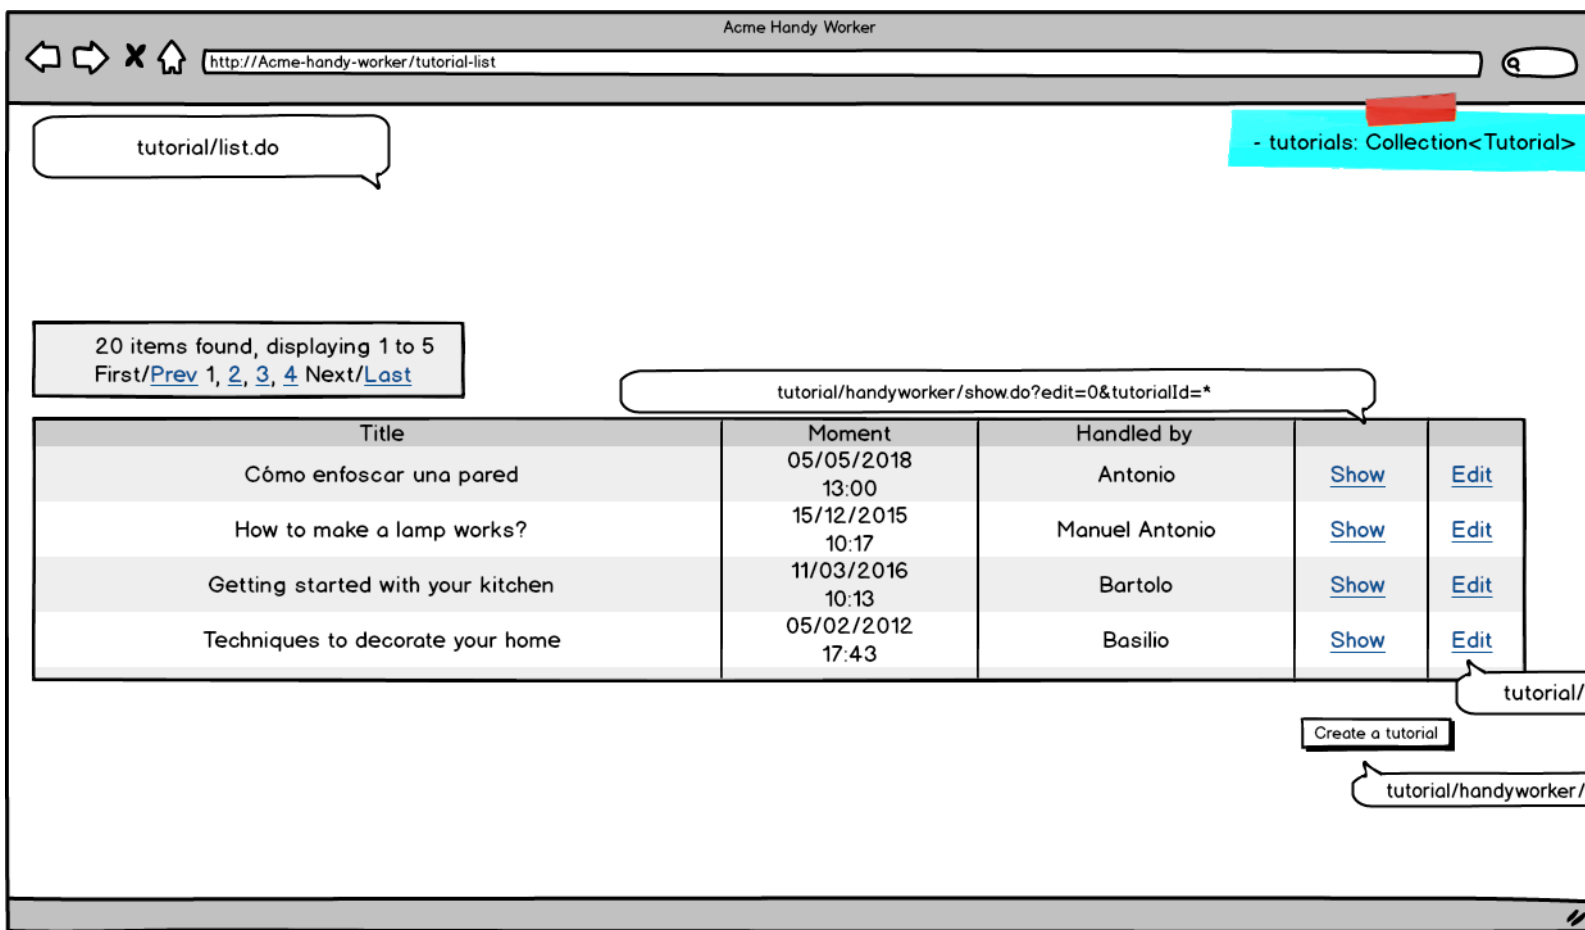 Acme Handy Worker
http://Acme-handy-worker/tutorial-list
tutorial/list.do
- tutorials: Collection<Tutorial>
20 items found, displaying 1 to 5
First/Prev 1, 2, 3, 4 Next/Last
tutorial/handyworker/show.do?edit=0&tutorialId=*
Title Moment Handled by
Cómo enfoscar una pared 05/05/2018 13:00 Antonio Show Edit
How to make a lamp works? 15/12/2015 10:17 Manuel Antonio Show Edit
Getting started with your kitchen 11/03/2016 10:13 Bartolo Show Edit
Techniques to decorate your home 05/02/2012 17:43 Basilio Show Edit
tutorial/
Create a tutorial
tutorial/handyworker/